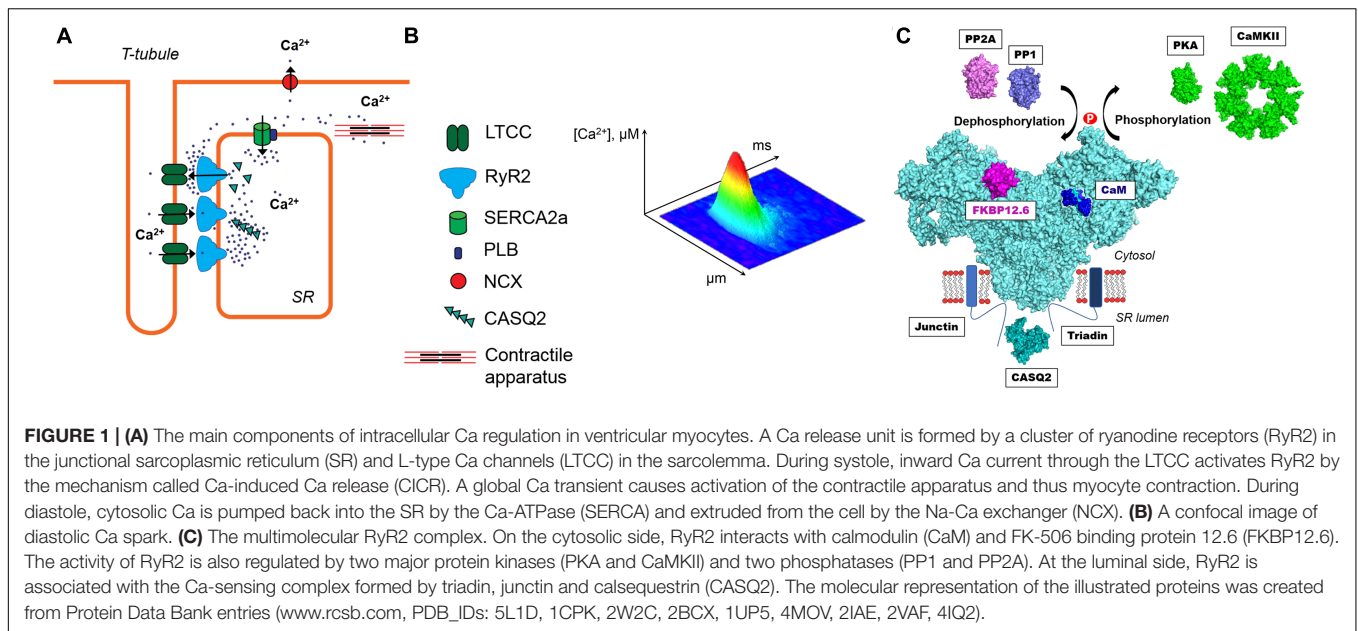 A
T-tubule
Ca2+
Ca2+
Ca2+
Ca2+
SR
B
LTCC
RyR2
SERCA2a
PLB
NCX
CASQ2
Contractile
apparatus
[Ca2+], µM
ms
µm
C
PP2A
PP1
PKA
CaMKII
Dephosphorylation
P
Phosphorylation
FKBP12.6
CaM
Cytosol
SR lumen
Junctin
Triadin
CASQ2
FIGURE 1 | (A) The main components of intracellular Ca regulation in ventricular myocytes. A Ca release unit is formed by a cluster of ryanodine receptors (RyR2) in
the junctional sarcoplasmic reticulum (SR) and L-type Ca channels (LTCC) in the sarcolemma. During systole, inward Ca current through the LTCC activates RyR2 by
the mechanism called Ca-induced Ca release (CICR). A global Ca transient causes activation of the contractile apparatus and thus myocyte contraction. During
diastole, cytosolic Ca is pumped back into the SR by the Ca-ATPase (SERCA) and extruded from the cell by the Na-Ca exchanger (NCX). (B) A confocal image of
diastolic Ca spark. (C) The multimolecular RyR2 complex. On the cytosolic side, RyR2 interacts with calmodulin (CaM) and FK-506 binding protein 12.6 (FKBP12.6).
The activity of RyR2 is also regulated by two major protein kinases (PKA and CaMKII) and two phosphatases (PP1 and PP2A). At the luminal side, RyR2 is
associated with the Ca-sensing complex formed by triadin, junctin and calsequestrin (CASQ2). The molecular representation of the illustrated proteins was created
from Protein Data Bank entries (www.rcsb.com, PDB_IDs: 5L1D, 1CPK, 2W2C, 2BCX, 1UP5, 4MOV, 2IAE, 2VAF, 4IQ2).